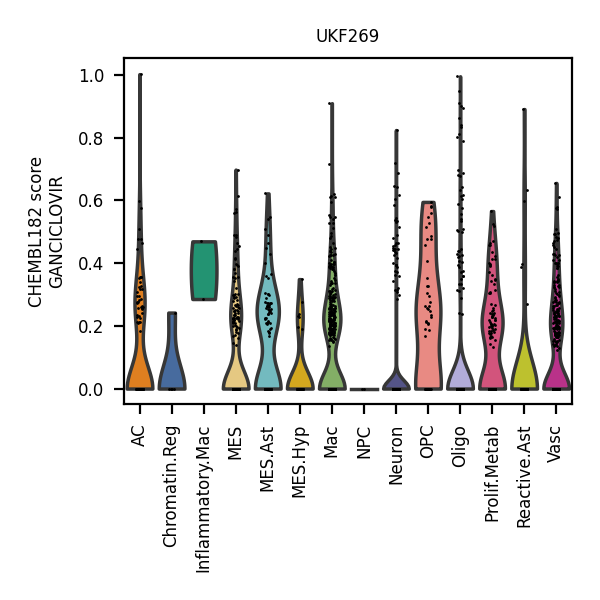 UKF269
CHEMBL182 score
GANCICLOVIR
1.0
0.8
0.6
0.4
0.2
0.0
AC
Chromatin.Reg
Inflammatory.Mac
MES
MES.Ast
MES.Hyp
Mac
NPC
Neuron
OPC
Oligo
Prolif.Metab
Reactive.Ast
Vasc